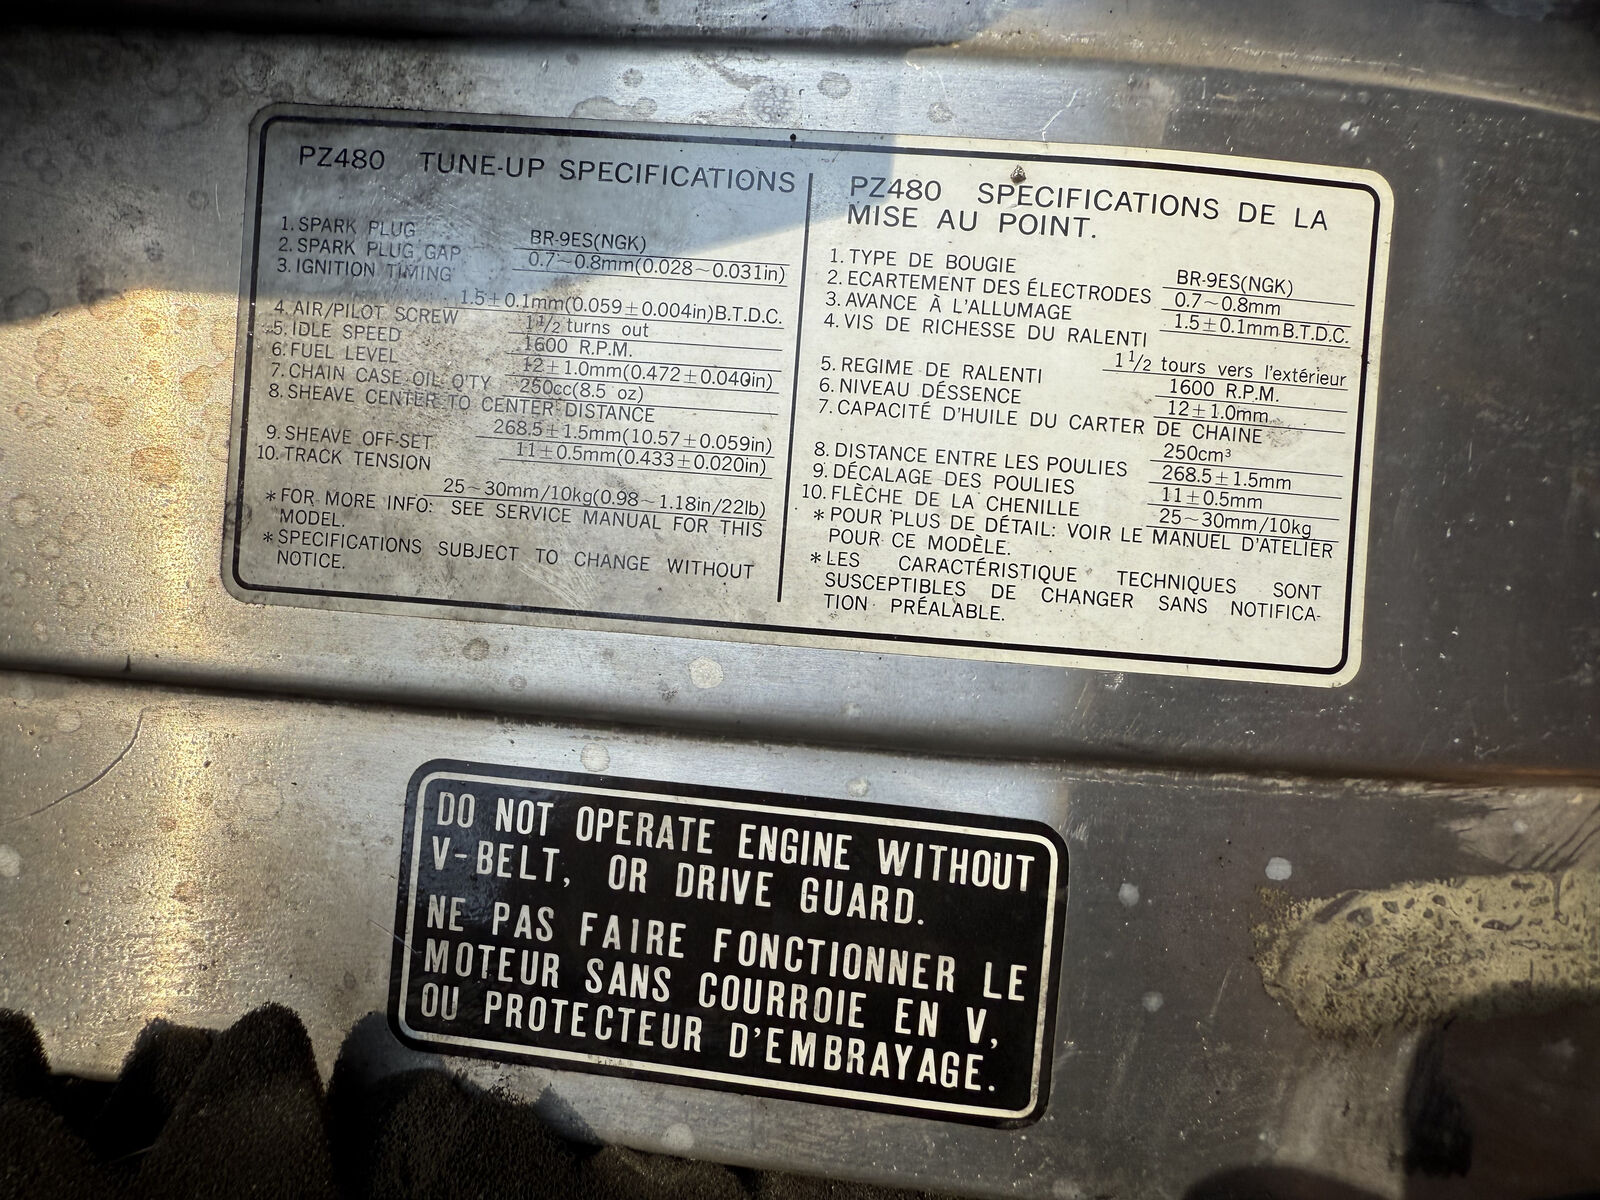 PZ480 TUNE-UP SPECIFICATIONS
1. SPARK PLUG BR-9ES(NGK)
2. SPARK PLUG GAP 0.7~0.8mm(0.028~0.031in)
3. IGNITION TIMING
1.5±0.1mm(0.059±0.004in)B.T.D.C.
4. AIR/PILOT SCREW 1 1/2 turns out
5. IDLE SPEED 1600 R.P.M.
6. FUEL LEVEL 12±1.0mm(0.472±0.040in)
7. CHAIN CASE OIL Q'TY 250cc(8.5 oz)
8. SHEAVE CENTER TO CENTER DISTANCE
268.5±1.5mm(10.57±0.059in)
9. SHEAVE OFF-SET 11±0.5mm(0.433±0.020in)
10. TRACK TENSION
25~30mm/10kg(0.98~1.18in/22lb)
* FOR MORE INFO: SEE SERVICE MANUAL FOR THIS
MODEL.
* SPECIFICATIONS SUBJECT TO CHANGE WITHOUT
NOTICE.
PZ480 SPECIFICATIONS DE LA
MISE AU POINT.
1. TYPE DE BOUGIE BR-9ES(NGK)
2. ECARTEMENT DES ÉLECTRODES 0.7~0.8mm
3. AVANCE À L'ALLUMAGE 1.5±0.1mm B.T.D.C.
4. VIS DE RICHESSE DU RALENTI
1 1/2 tours vers l'extérieur
5. REGIME DE RALENTI 1600 R.P.M.
6. NIVEAU DÉSSENCE 12±1.0mm
7. CAPACITÉ D'HUILE DU CARTER DE CHAINE
250cm³
8. DISTANCE ENTRE LES POULIES 268.5±1.5mm
9. DÉCALAGE DES POULIES 11±0.5mm
10. FLÈCHE DE LA CHENILLE 25~30mm/10kg
* POUR PLUS DE DÉTAIL: VOIR LE MANUEL D'ATELIER
POUR CE MODÈLE.
* LES CARACTÉRISTIQUE TECHNIQUES SONT
SUSCEPTIBLES DE CHANGER SANS NOTIFICA-
TION PRÉALABLE.
DO NOT OPERATE ENGINE WITHOUT
V-BELT, OR DRIVE GUARD.
NE PAS FAIRE FONCTIONNER LE
MOTEUR SANS COURROIE EN V,
OU PROTECTEUR D'EMBRAYAGE.